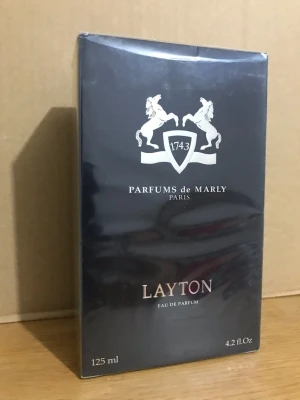 1743
PARFUMS de MARLY
PARIS
LAYTON
EAU DE PARFUM
125 ml 4.2 fl.Oz